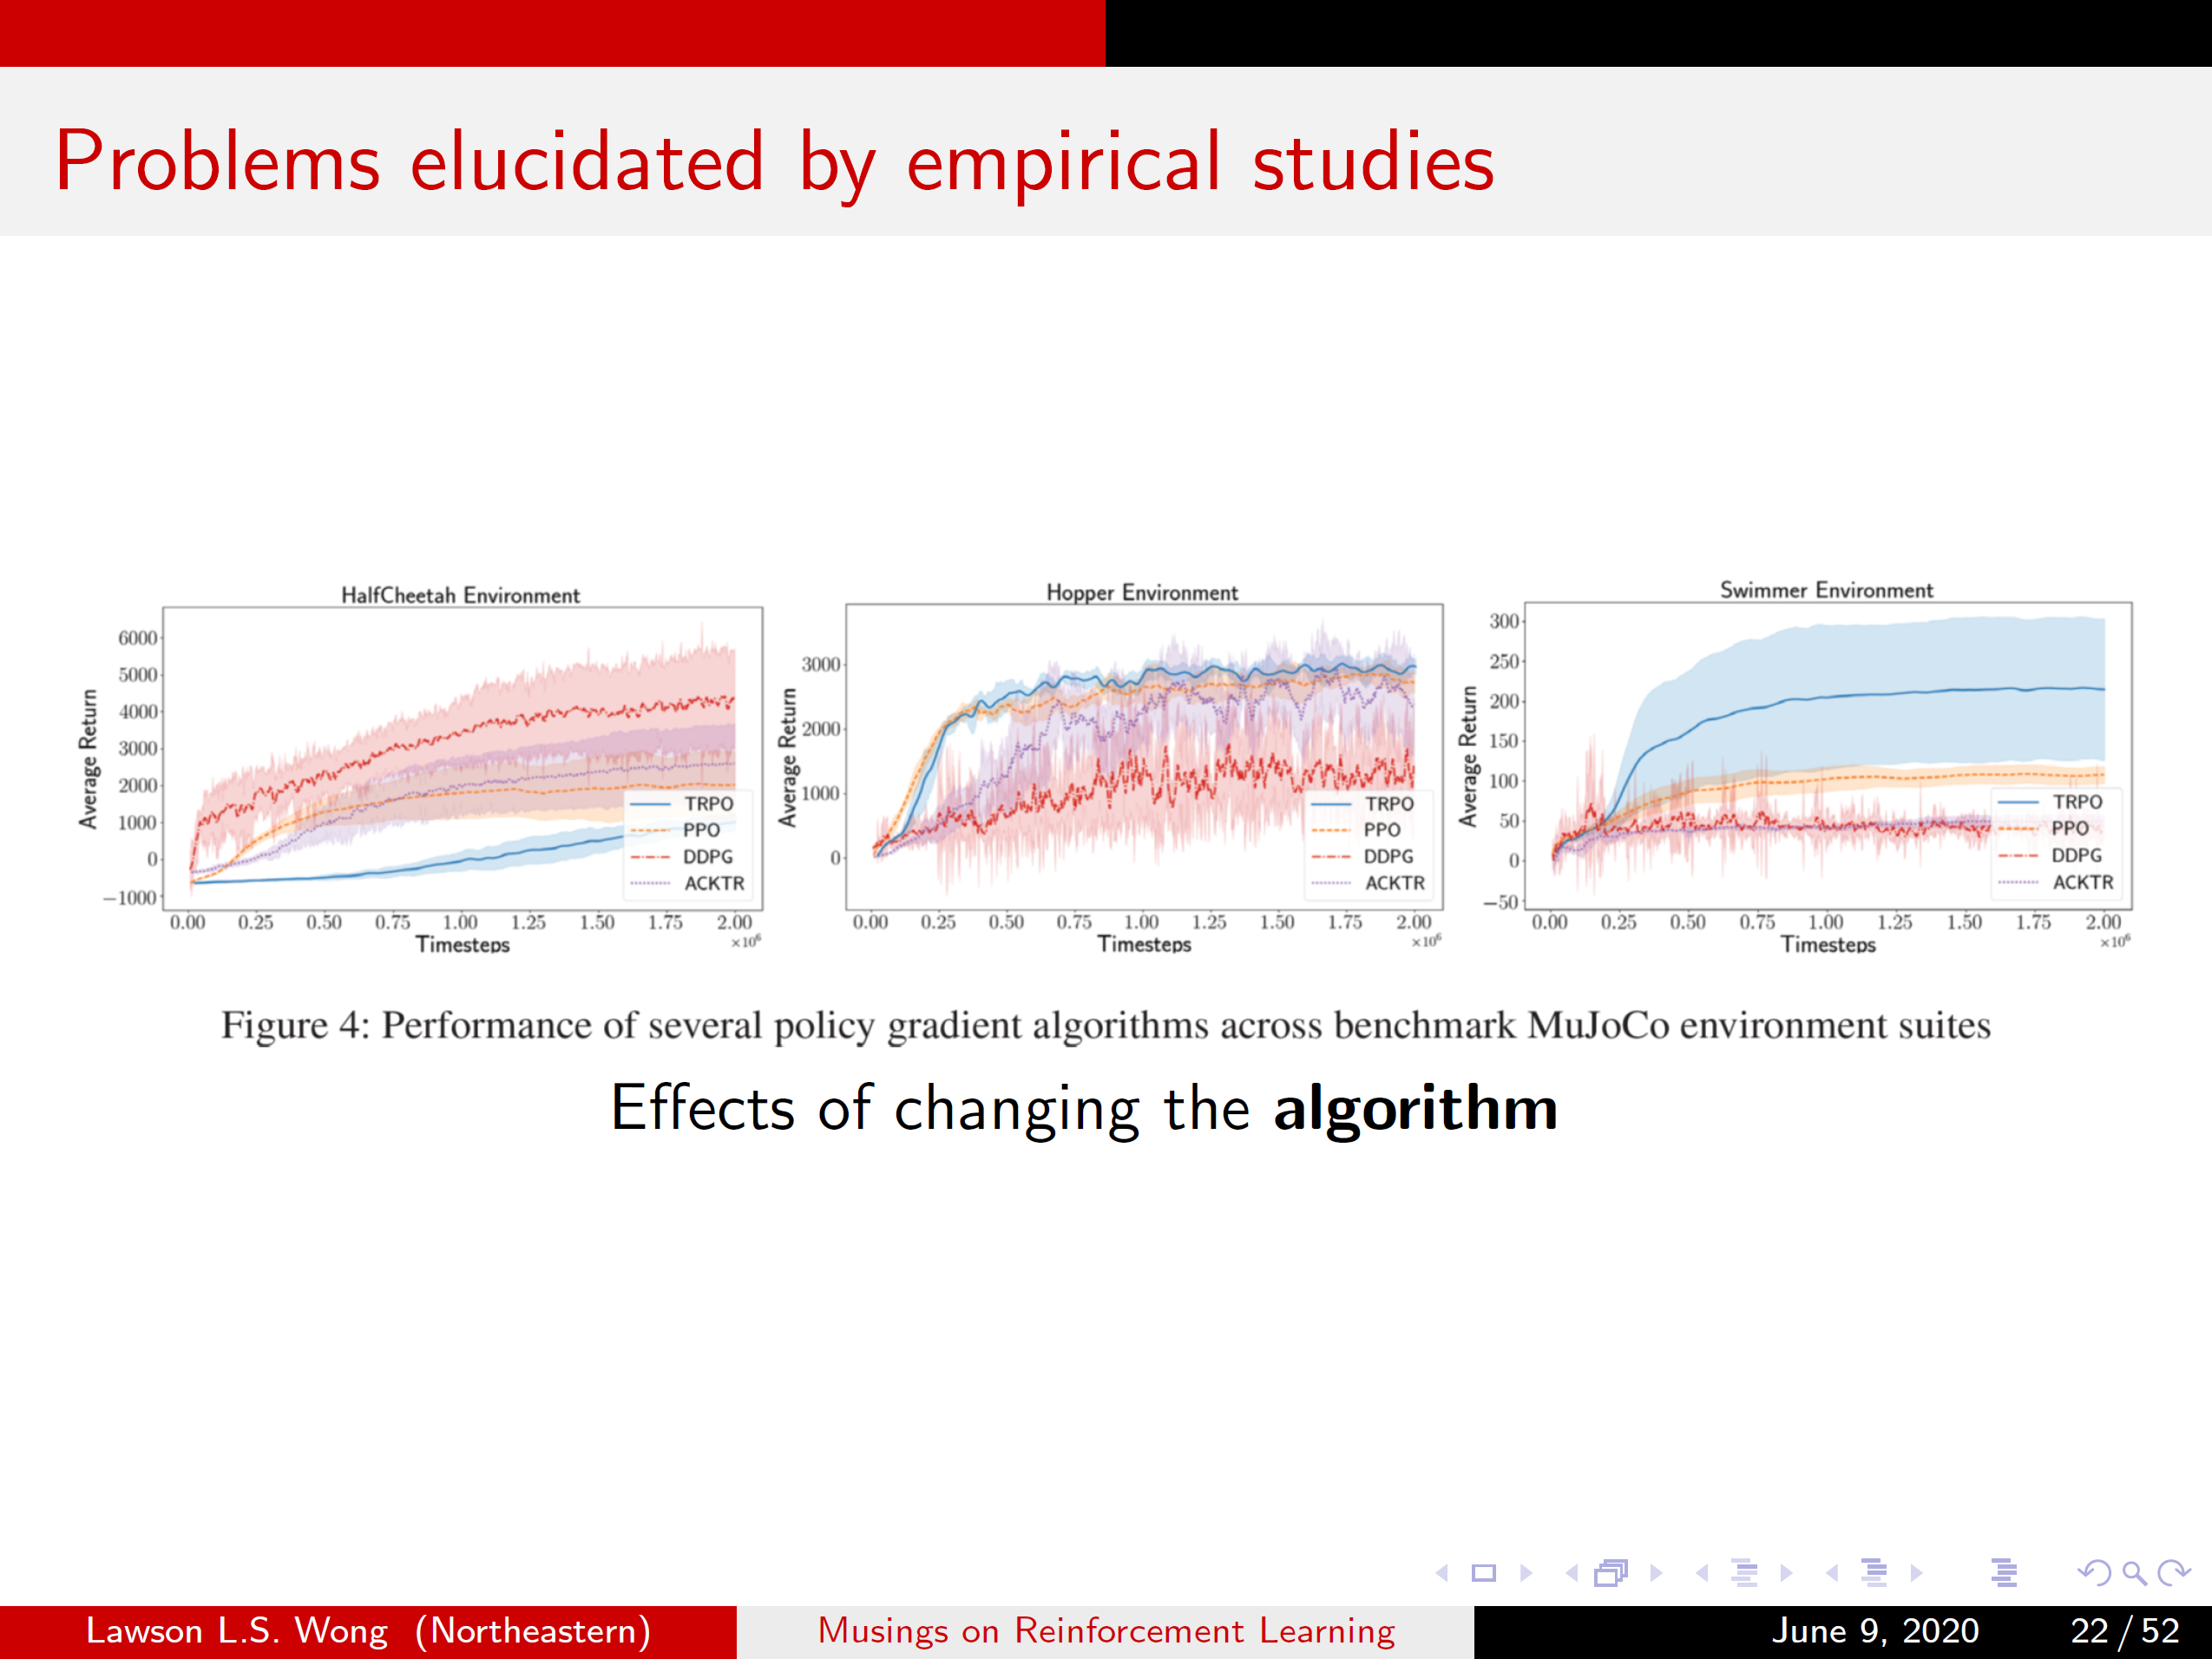 Problems elucidated by empirical studies
HalfCheetah Environment
Average Return
6000
5000
4000
3000
2000
1000
0
−1000
0.00 0.25 0.50 0.75 1.00 1.25 1.50 1.75 2.00
Timesteps
×10⁶
TRPO
PPO
DDPG
ACKTR
Hopper Environment
Average Return
3000
2000
1000
0
0.00 0.25 0.50 0.75 1.00 1.25 1.50 1.75 2.00
Timesteps
×10⁶
TRPO
PPO
DDPG
ACKTR
Swimmer Environment
Average Return
300
250
200
150
100
50
0
−50
0.00 0.25 0.50 0.75 1.00 1.25 1.50 1.75 2.00
Timesteps
×10⁶
TRPO
PPO
DDPG
ACKTR
Figure 4: Performance of several policy gradient algorithms across benchmark MuJoCo environment suites
Effects of changing the algorithm
Lawson L.S. Wong (Northeastern) Musings on Reinforcement Learning June 9, 2020 22 / 52